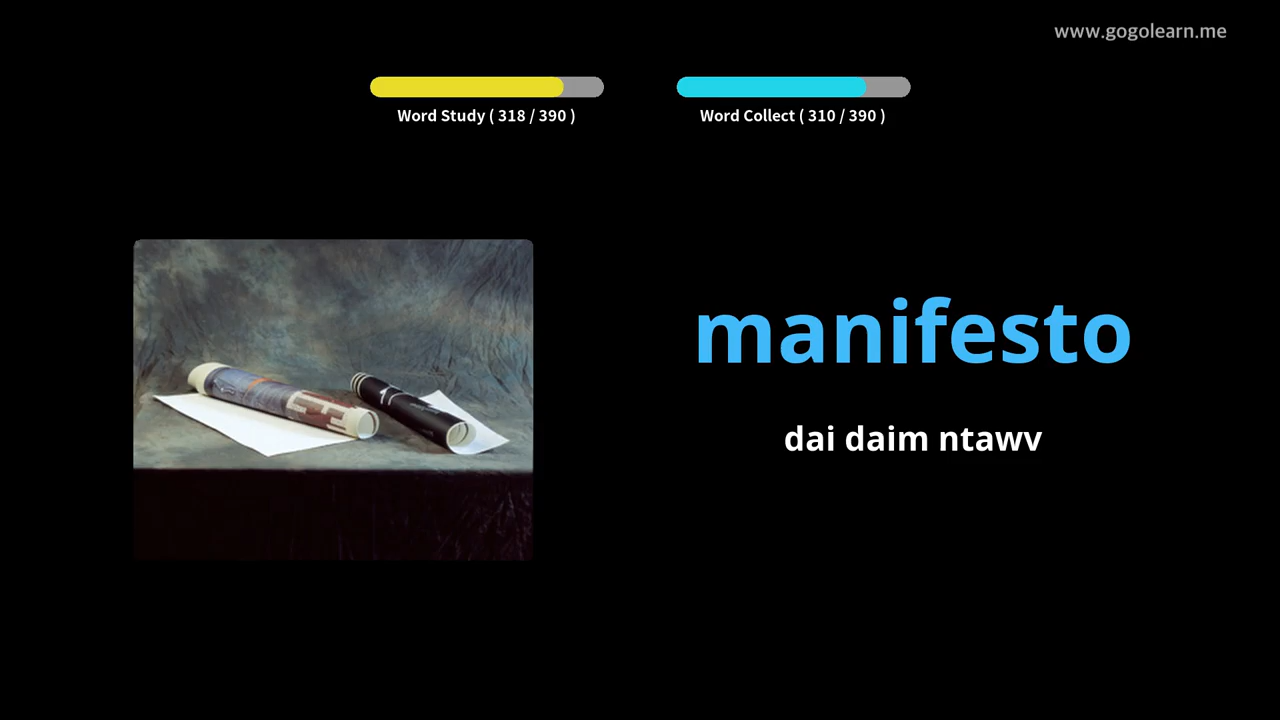 www.gogolearn.me
Word Study ( 318 / 390 )
Word Collect ( 310 / 390 )
manifesto
dai daim ntawv